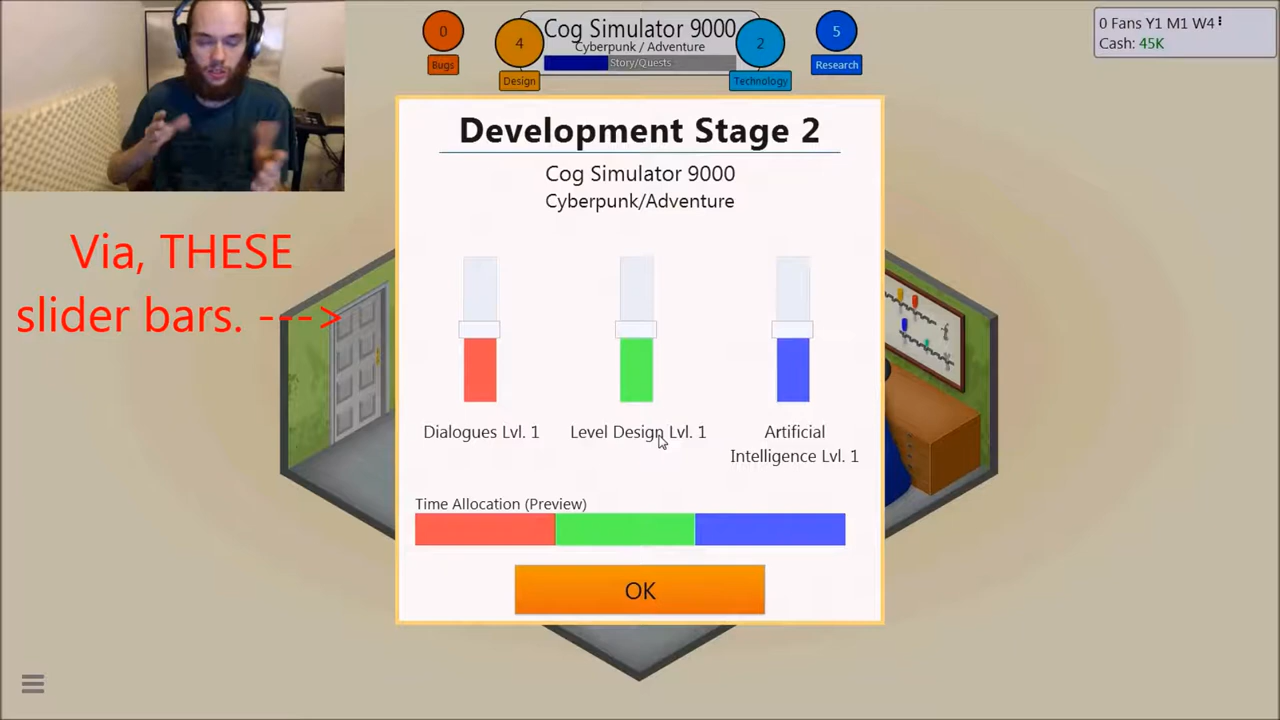 0
Bugs
4
Design
Cog Simulator 9000
Cyberpunk / Adventure
Story/Quests
2
Technology
5
Research
0 Fans Y1 M1 W4
Cash: 45K
Development Stage 2
Cog Simulator 9000
Cyberpunk/Adventure
Via, THESE
slider bars. --->
Dialogues Lvl. 1
Level Design Lvl. 1
Artificial
Intelligence Lvl. 1
Time Allocation (Preview)
OK